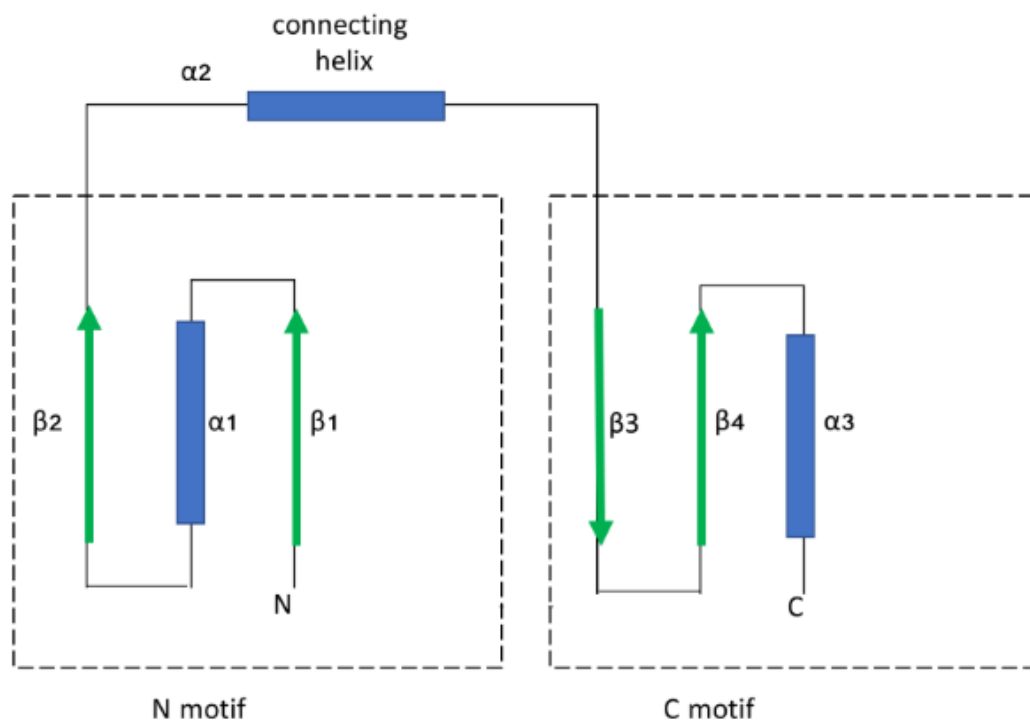 connecting
helix
α2
β2
α1
β1
β3
β4
α3
N
C
N motif
C motif